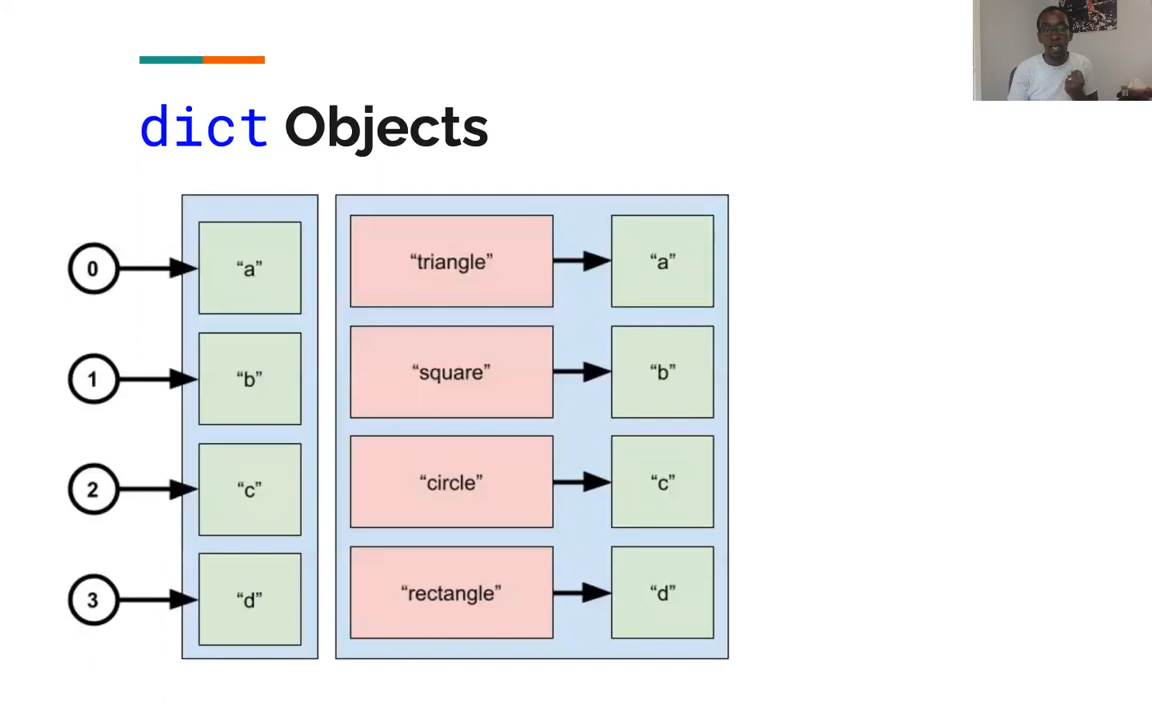 dict Objects
0 “a” “triangle” “a”
1 “b” “square” “b”
2 “c” “circle” “c”
3 “d” “rectangle” “d”